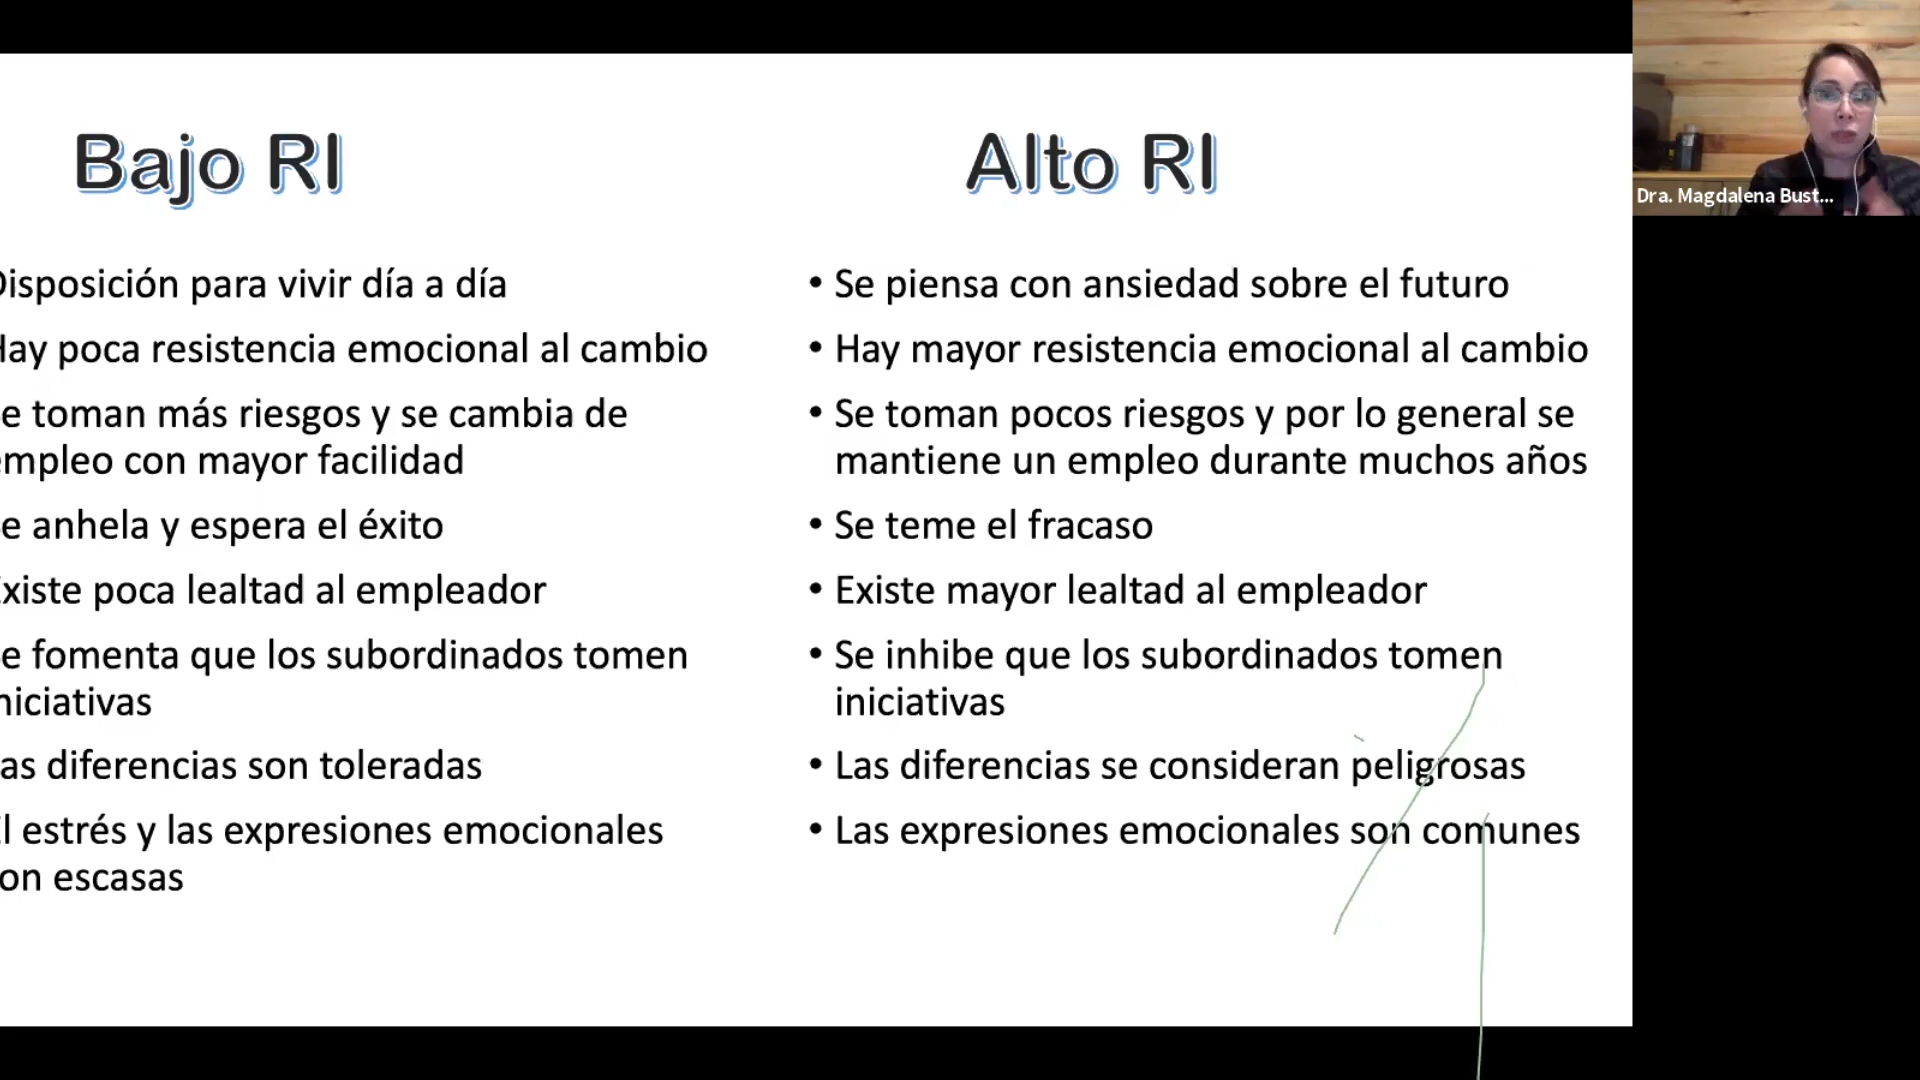 Bajo RI
Disposición para vivir día a día
Hay poca resistencia emocional al cambio
e toman más riesgos y se cambia de
empleo con mayor facilidad
e anhela y espera el éxito
Existe poca lealtad al empleador
e fomenta que los subordinados tomen
niciativas
as diferencias son toleradas
El estrés y las expresiones emocionales
on escasas
Alto RI
• Se piensa con ansiedad sobre el futuro
• Hay mayor resistencia emocional al cambio
• Se toman pocos riesgos y por lo general se
mantiene un empleo durante muchos años
• Se teme el fracaso
• Existe mayor lealtad al empleador
• Se inhibe que los subordinados tomen
iniciativas
• Las diferencias se consideran peligrosas
• Las expresiones emocionales son comunes
Dra. Magdalena Bust...